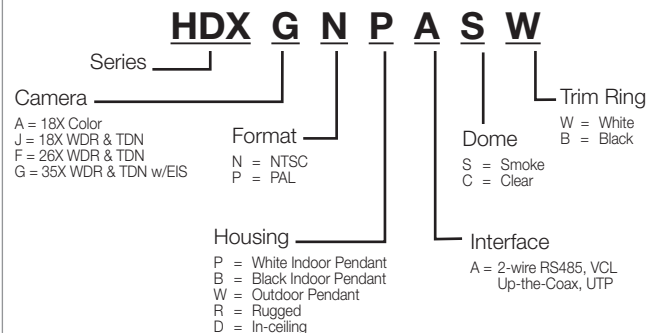 HDX G N P A S W
Series
Camera
A = 18X Color
J = 18X WDR & TDN
F = 26X WDR & TDN
G = 35X WDR & TDN w/EIS
Format
N = NTSC
P = PAL
Housing
P = White Indoor Pendant
B = Black Indoor Pendant
W = Outdoor Pendant
R = Rugged
D = In-ceiling
Interface
A = 2-wire RS485, VCL
Up-the-Coax, UTP
Dome
S = Smoke
C = Clear
Trim Ring
W = White
B = Black